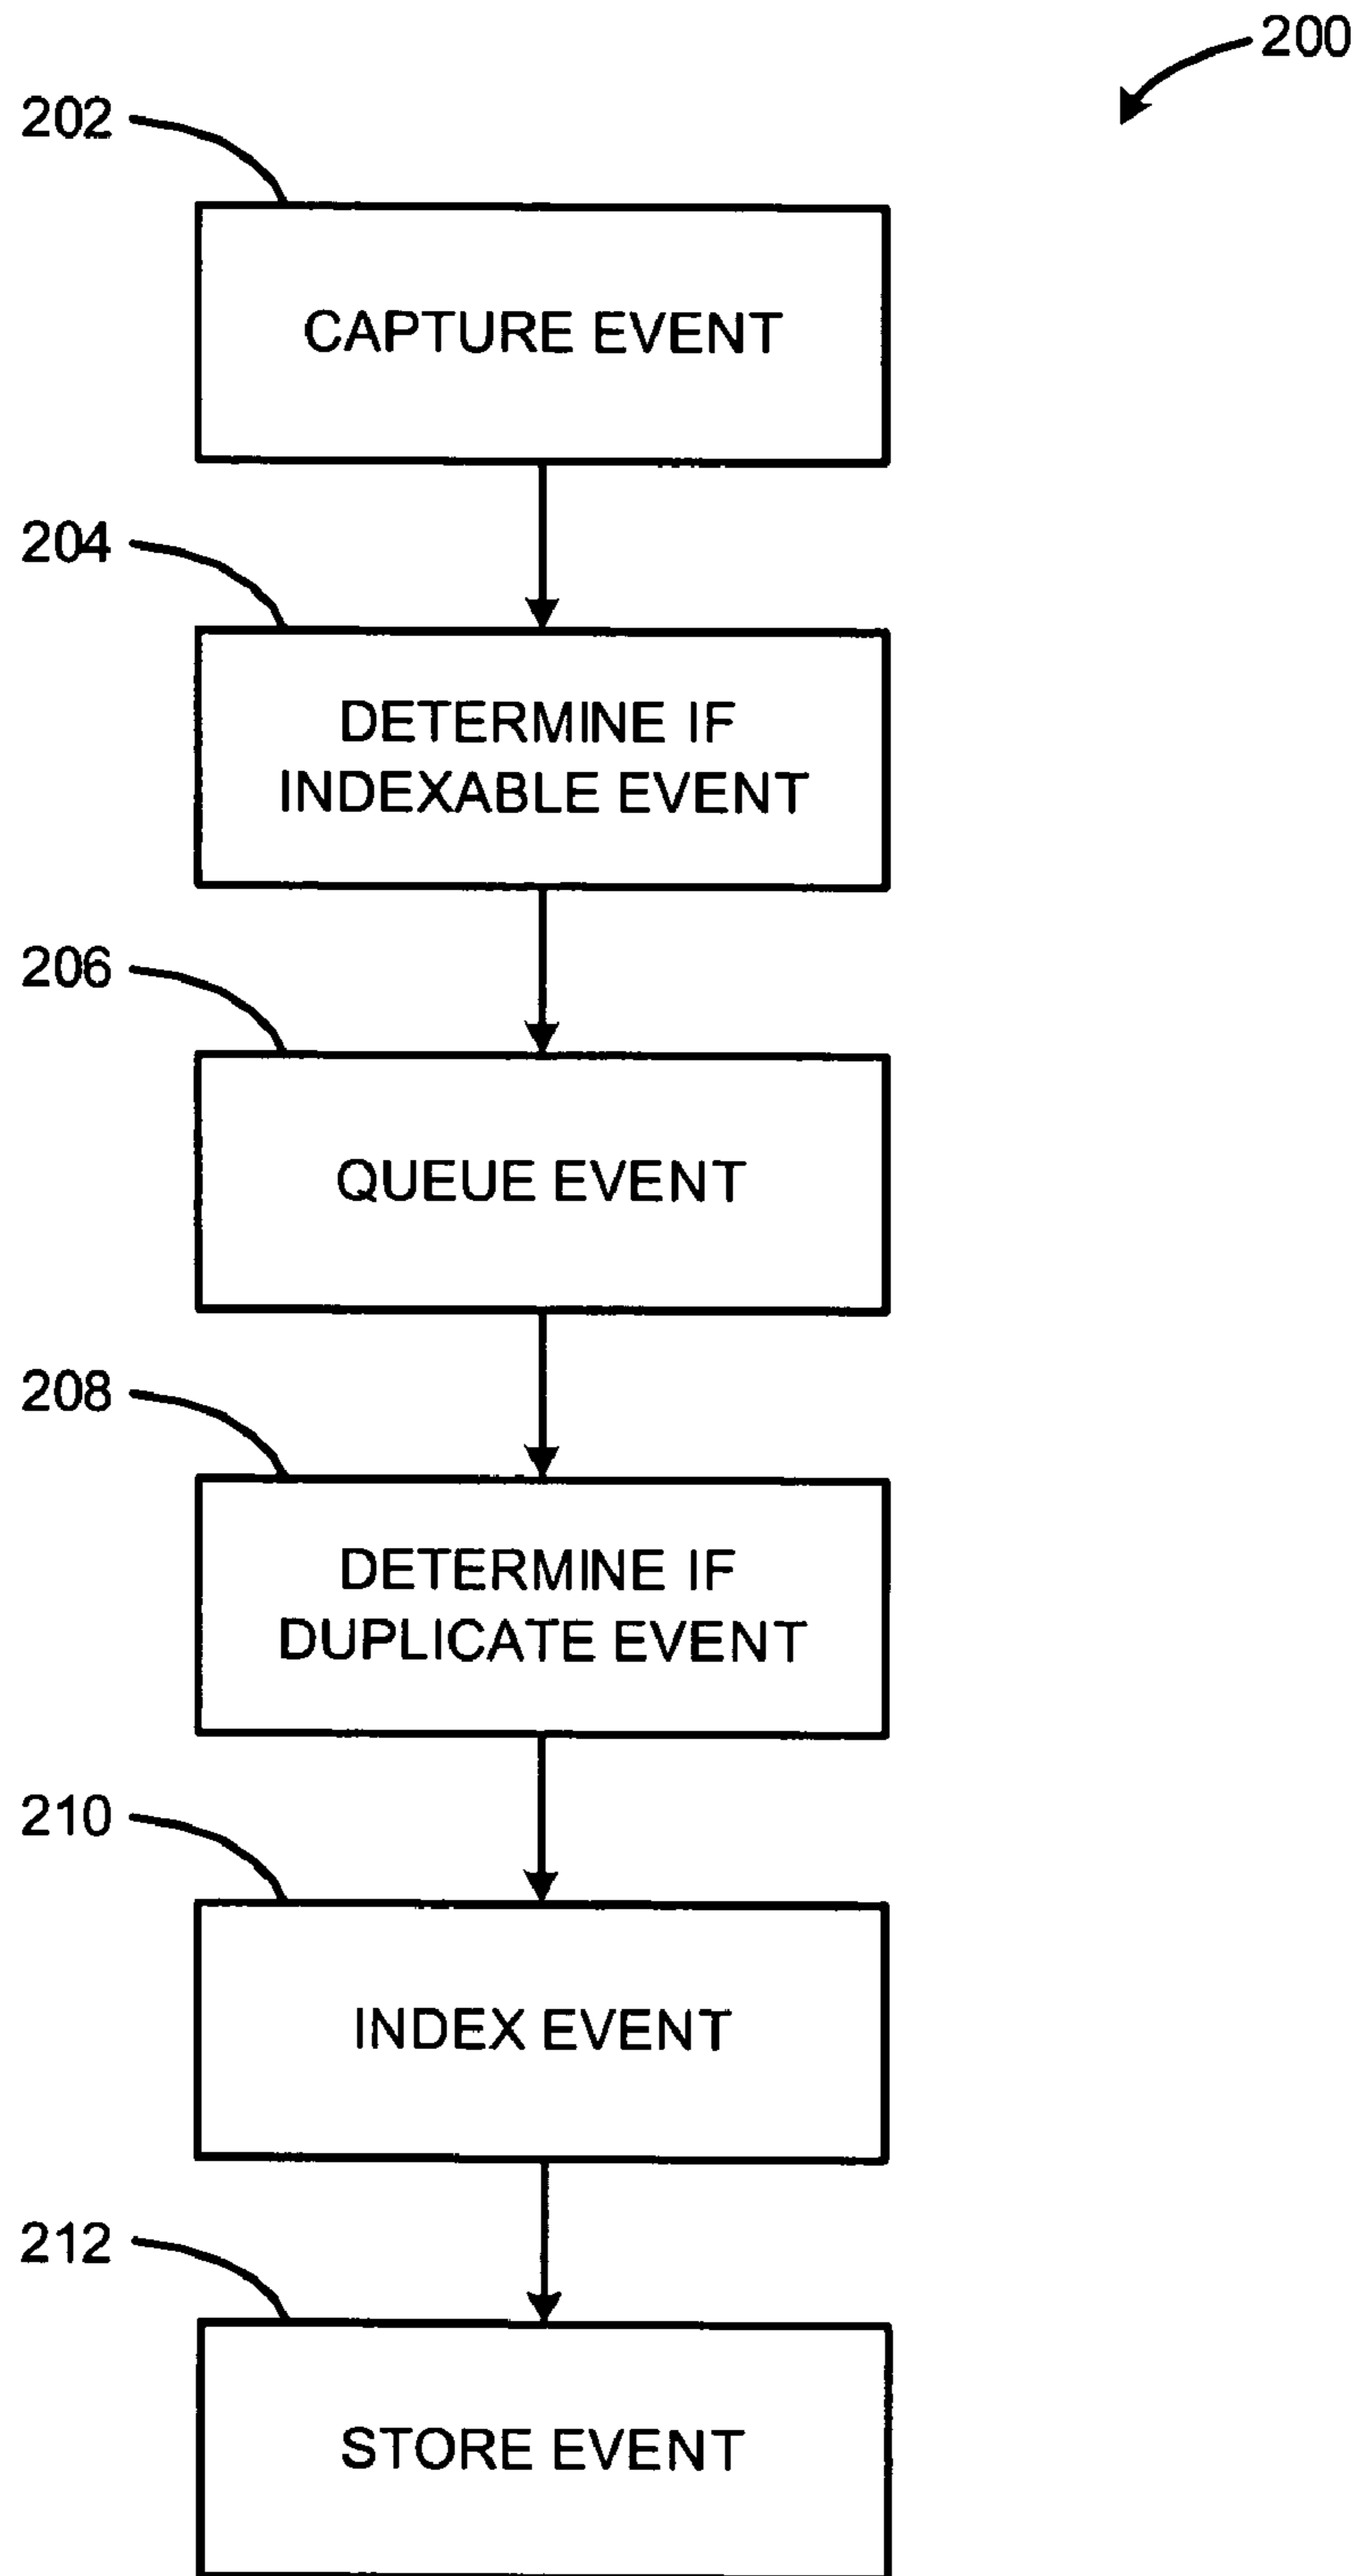 200
202
CAPTURE EVENT
204
DETERMINE IF
INDEXABLE EVENT
206
QUEUE EVENT
208
DETERMINE IF
DUPLICATE EVENT
210
INDEX EVENT
212
STORE EVENT